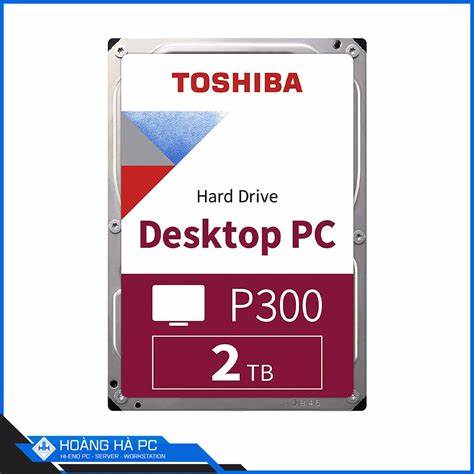 TOSHIBA
Hard Drive
Desktop PC
P300
2 TB
HOÀNG HÀ PC
HI-END PC - SERVER - WORKSTATION